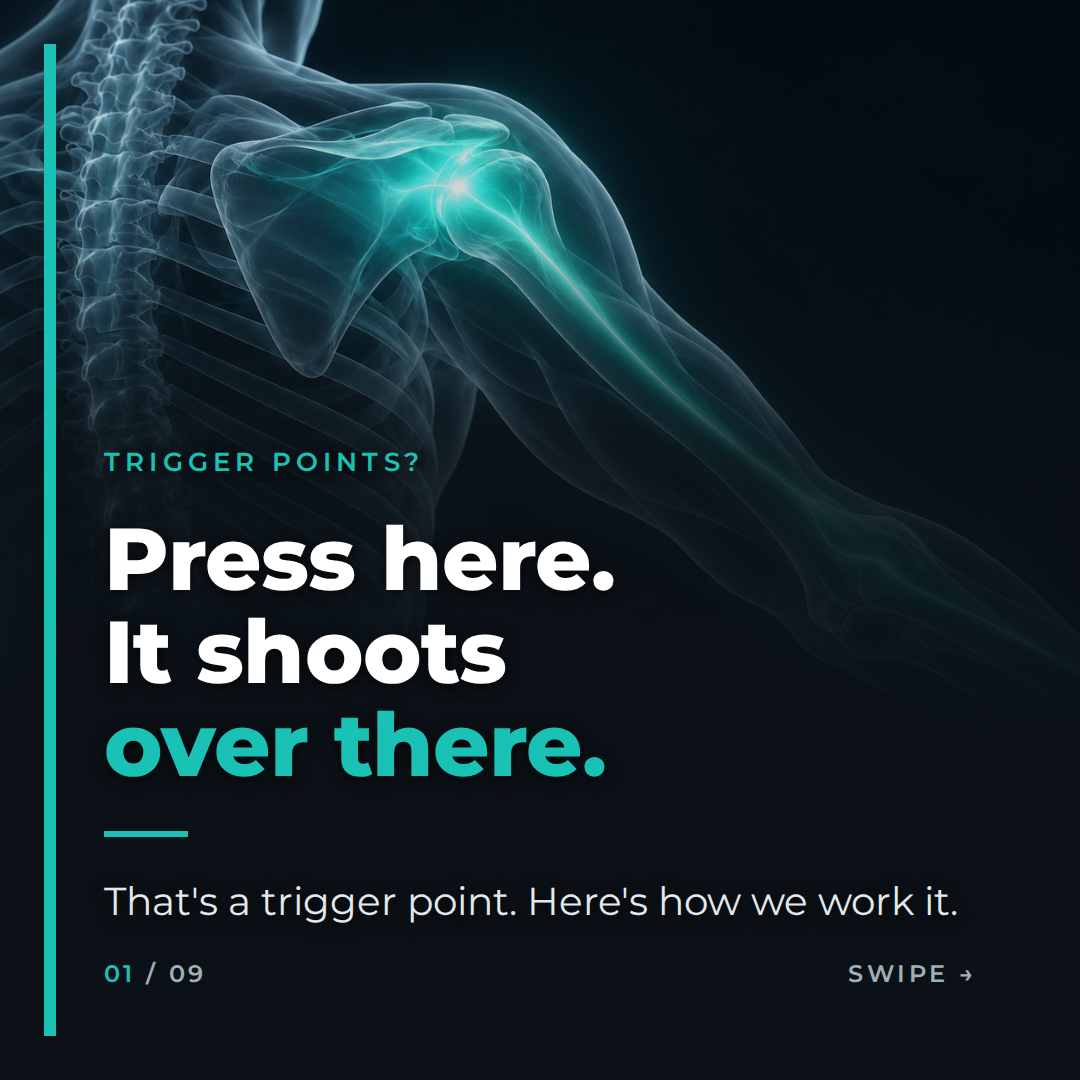 TRIGGER POINTS?
Press here.
It shoots
over there.
That's a trigger point. Here's how we work it.
01 / 09
SWIPE →